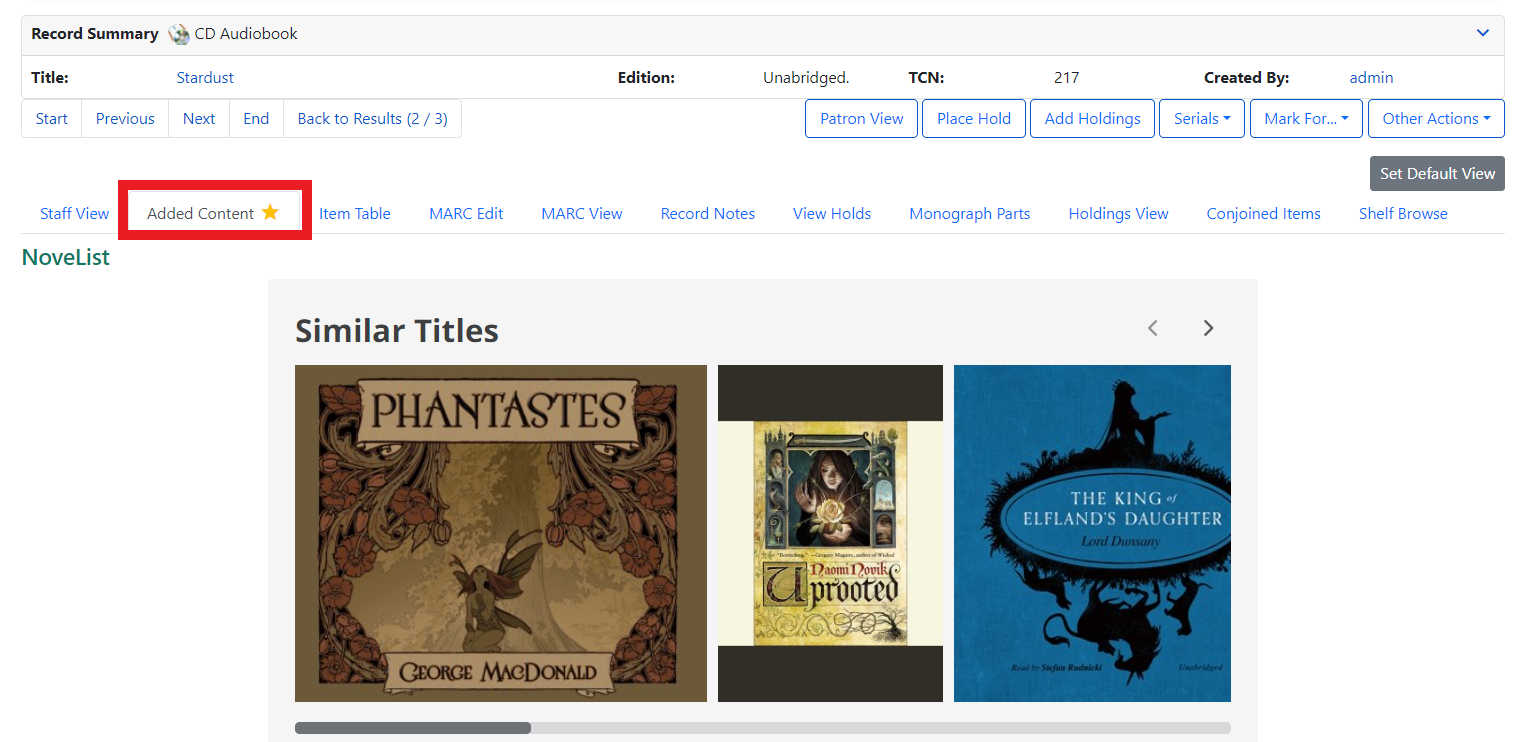 Record Summary CD Audiobook
Title: Stardust Edition: Unabridged. TCN: 217 Created By: admin
Start Previous Next End Back to Results (2 / 3) Patron View Place Hold Add Holdings Serials Mark For... Other Actions
Set Default View
Staff View Added Content Item Table MARC Edit MARC View Record Notes View Holds Monograph Parts Holdings View Conjoined Items Shelf Browse
NoveList
Similar Titles
PHANTASTES
GEORGE MACDONALD
"Bewitching." —Gregory Maguire, author of Wicked
Naomi Novik
Uprooted
THE KING of
ELFLAND'S DAUGHTER
Lord Dunsany
Read by Stefan Rudnicki Unabridged